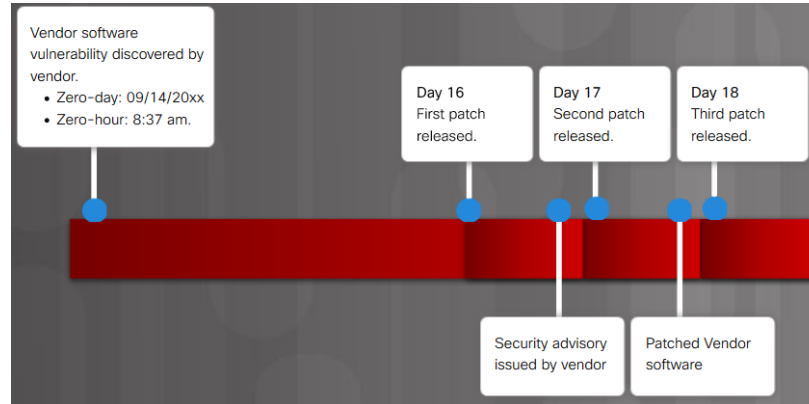 Vendor software
vulnerability discovered by
vendor.
• Zero-day: 09/14/20xx
• Zero-hour: 8:37 am.
Day 16
First patch
released.
Day 17
Second patch
released.
Day 18
Third patch
released.
Security advisory
issued by vendor
Patched Vendor
software